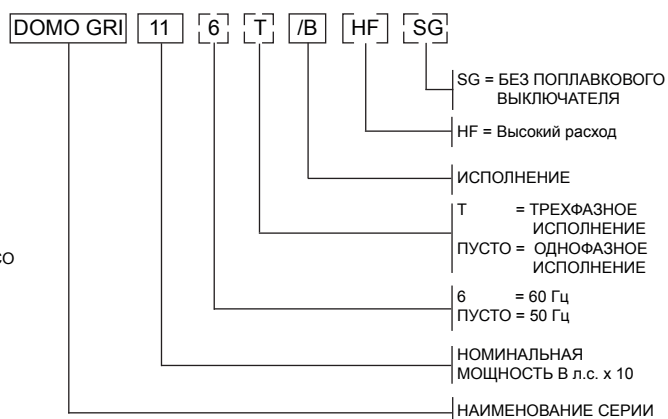 DOMO GRI 11 6 T /B HF SG
SG = БЕЗ ПОПЛАВКОВОГО
ВЫКЛЮЧАТЕЛЯ
HF = Высокий расход
ИСПОЛНЕНИЕ
T = ТРЕХФАЗНОЕ
ИСПОЛНЕНИЕ
ПУСТО = ОДНОФАЗНОЕ
ИСПОЛНЕНИЕ
СО
6 = 60 Гц
ПУСТО = 50 Гц
НОМИНАЛЬНАЯ
МОЩНОСТЬ В л.с. x 10
НАИМЕНОВАНИЕ СЕРИИ